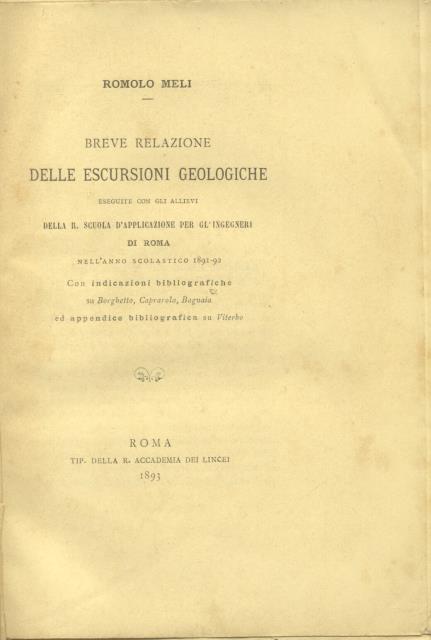 ROMOLO MELI
BREVE RELAZIONE
DELLE ESCURSIONI GEOLOGICHE
ESEGUITE CON GLI ALLIEVI
DELLA R. SCUOLA D'APPLICAZIONE PER GL'INGEGNERI
DI ROMA
NELL'ANNO SCOLASTICO 1891-92
Con indicazioni bibliografiche
su Borghetto, Caprarola, Bagnaia
ed appendice bibliografica su Viterbo
ROMA
TIP. DELLA R. ACCADEMIA DEI LINCEI
1893